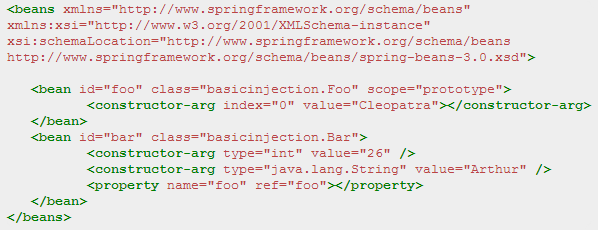 <beans xmlns="http://www.springframework.org/schema/beans"
xmlns:xsi="http://www.w3.org/2001/XMLSchema-instance"
xsi:schemaLocation="http://www.springframework.org/schema/beans
http://www.springframework.org/schema/beans/spring-beans-3.0.xsd">
<bean id="foo" class="basicinjection.Foo" scope="prototype">
<constructor-arg index="0" value="Cleopatra"></constructor-arg>
</bean>
<bean id="bar" class="basicinjection.Bar">
<constructor-arg type="int" value="26" />
<constructor-arg type="java.lang.String" value="Arthur" />
<property name="foo" ref="foo"></property>
</bean>
</beans>